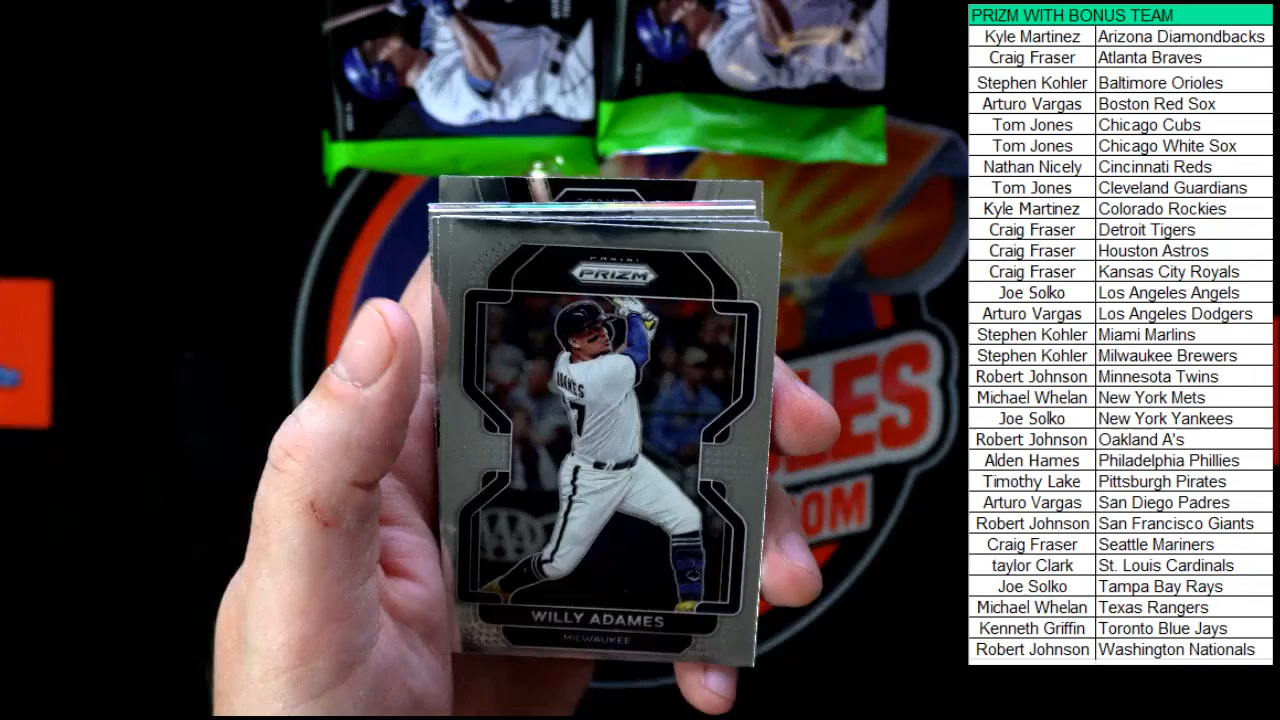 PANINI
PRIZM
ADAMES
WILLY ADAMES
MILWAUKEE
LES
OM
PRIZM WITH BONUS TEAM
Kyle Martinez Arizona Diamondbacks
Craig Fraser Atlanta Braves
Stephen Kohler Baltimore Orioles
Arturo Vargas Boston Red Sox
Tom Jones Chicago Cubs
Tom Jones Chicago White Sox
Nathan Nicely Cincinnati Reds
Tom Jones Cleveland Guardians
Kyle Martinez Colorado Rockies
Craig Fraser Detroit Tigers
Craig Fraser Houston Astros
Craig Fraser Kansas City Royals
Joe Solko Los Angeles Angels
Arturo Vargas Los Angeles Dodgers
Stephen Kohler Miami Marlins
Stephen Kohler Milwaukee Brewers
Robert Johnson Minnesota Twins
Michael Whelan New York Mets
Joe Solko New York Yankees
Robert Johnson Oakland A's
Alden Hames Philadelphia Phillies
Timothy Lake Pittsburgh Pirates
Arturo Vargas San Diego Padres
Robert Johnson San Francisco Giants
Craig Fraser Seattle Mariners
taylor Clark St. Louis Cardinals
Joe Solko Tampa Bay Rays
Michael Whelan Texas Rangers
Kenneth Griffin Toronto Blue Jays
Robert Johnson Washington Nationals